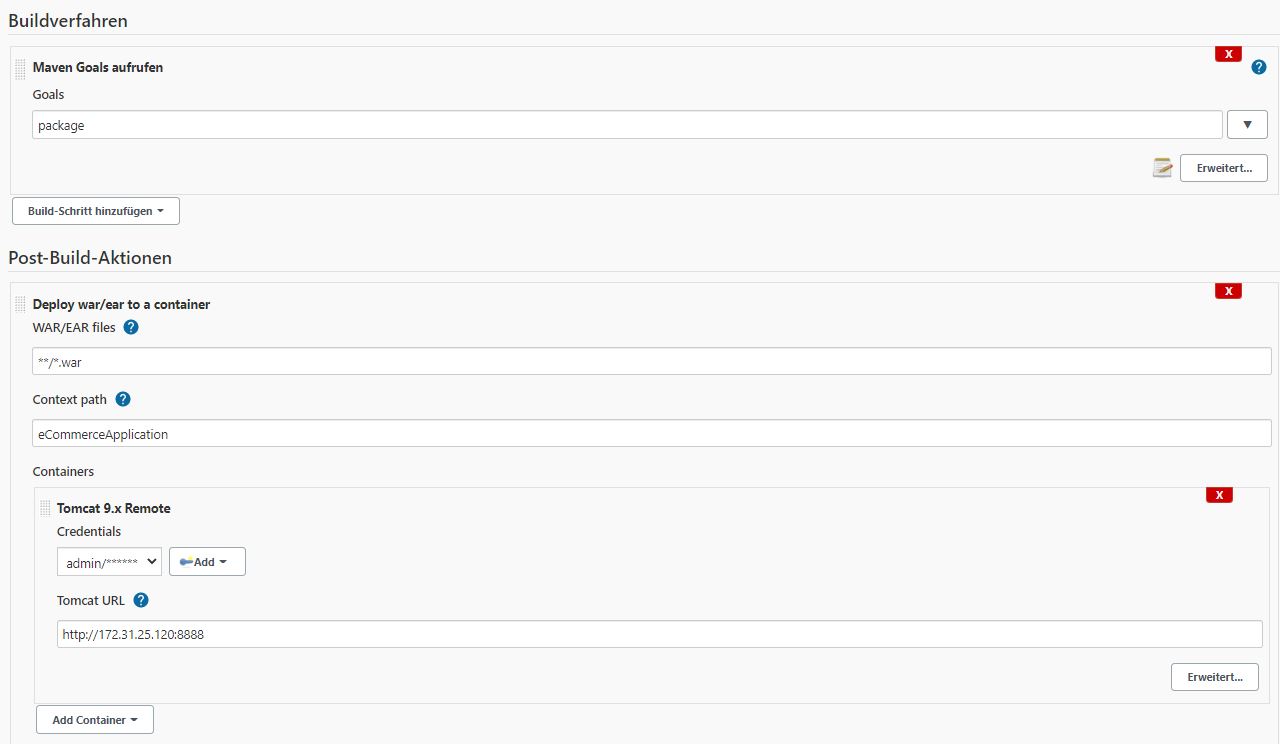 Buildverfahren
X
Maven Goals aufrufen
?
Goals
package
Erweitert...
Build-Schritt hinzufügen
Post-Build-Aktionen
X
Deploy war/ear to a container
WAR/EAR files ?
**/*.war
Context path ?
eCommerceApplication
Containers
X
Tomcat 9.x Remote
Credentials
admin/****** Add
Tomcat URL ?
http://172.31.25.120:8888
Erweitert...
Add Container